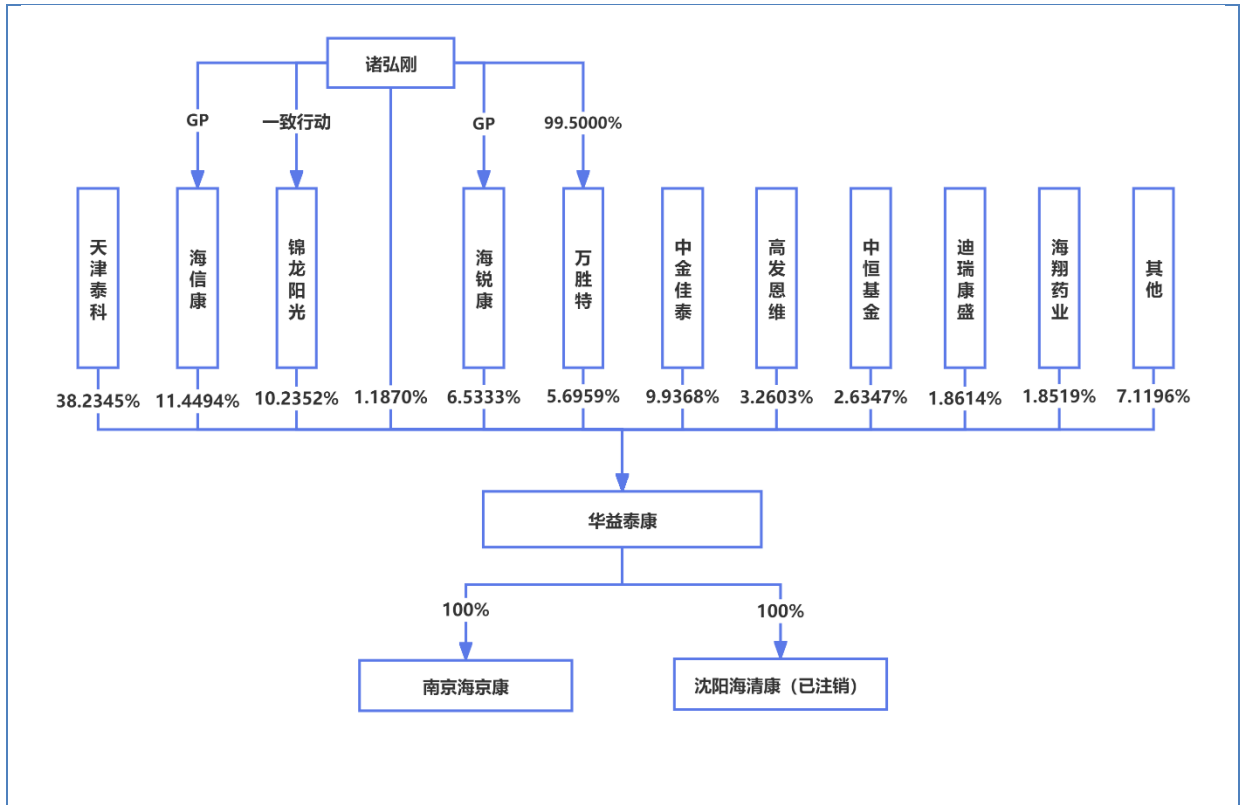 诸弘刚
GP
一致行动
GP
99.5000%
天津泰科
海信康
锦龙阳光
海锐康
万胜特
中金佳泰
高发恩维
中恒基金
迪瑞康盛
海翔药业
其他
38.2345%
11.4494%
10.2352%
1.1870%
6.5333%
5.6959%
9.9368%
3.2603%
2.6347%
1.8614%
1.8519%
7.1196%
华益泰康
100%
100%
南京海京康
沈阳海清康（已注销）